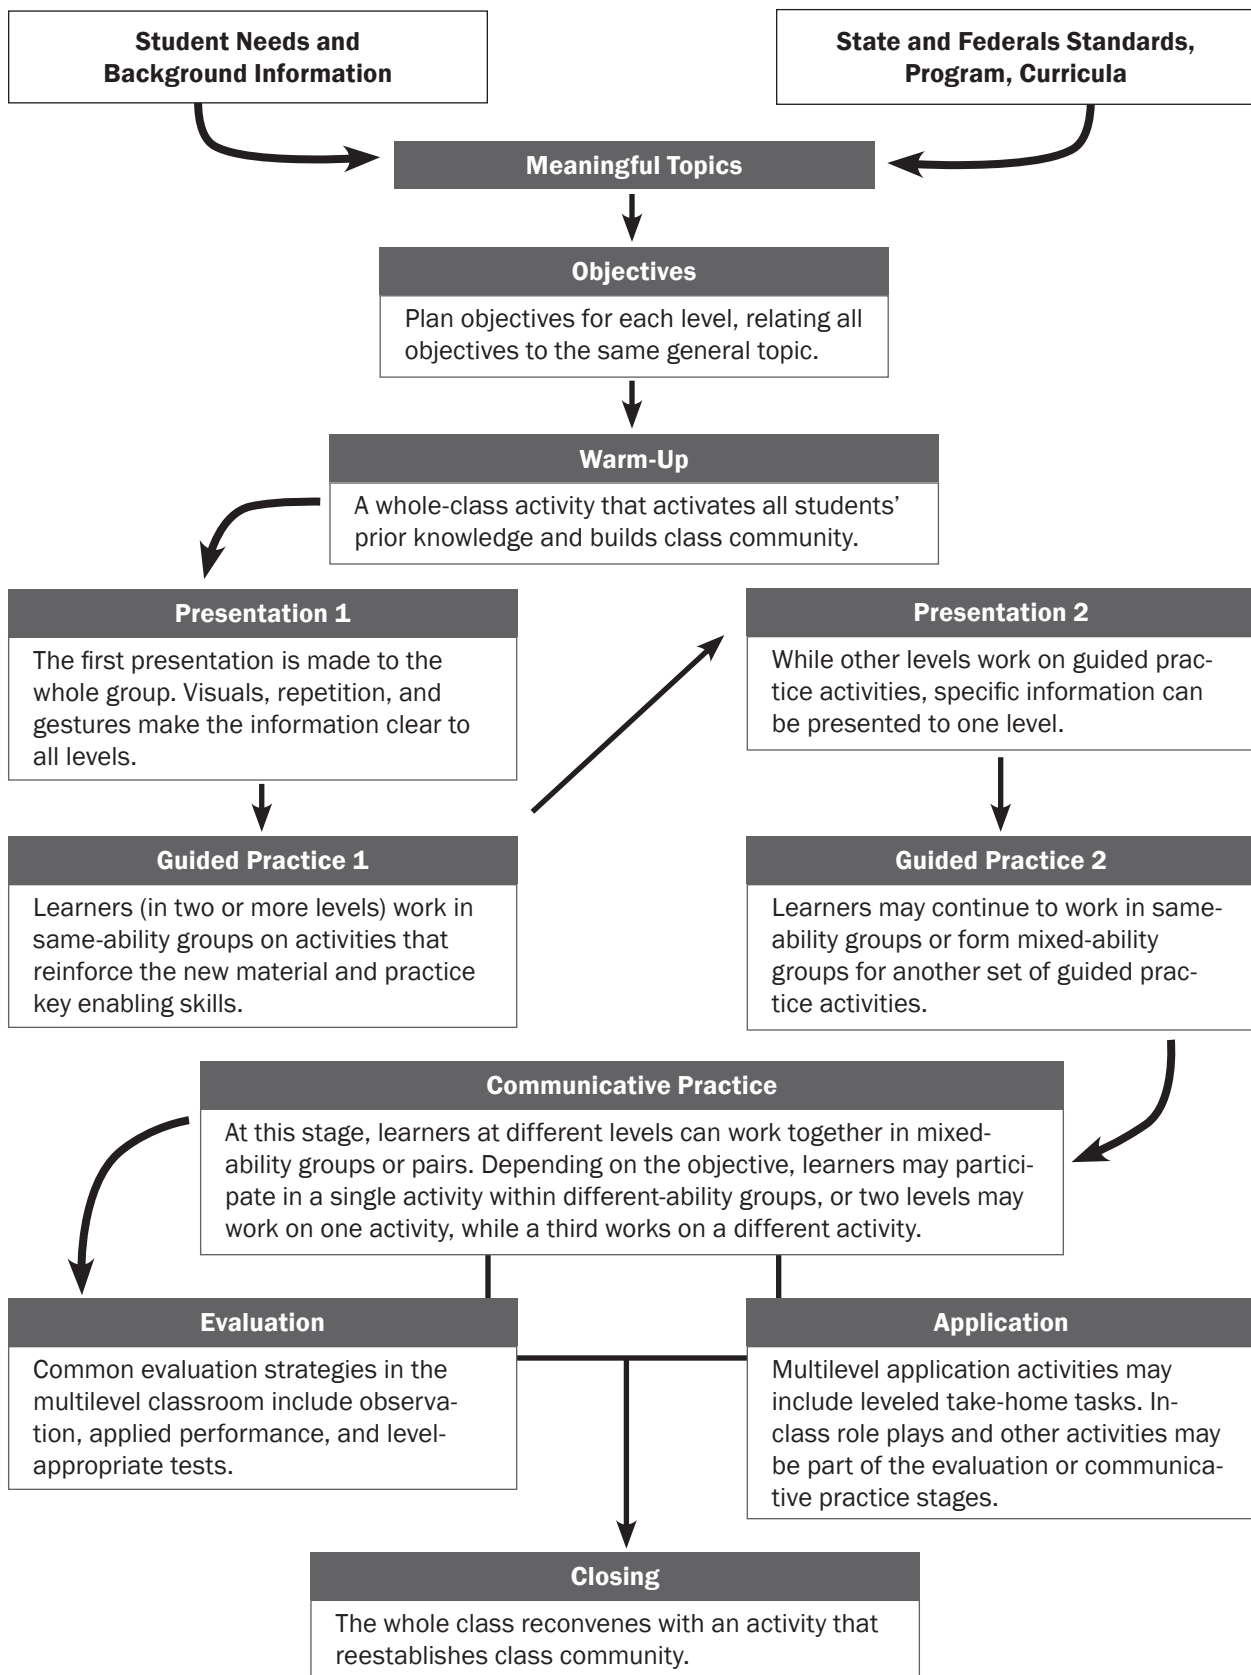 Student Needs and
Background Information
State and Federals Standards,
Program, Curricula
Meaningful Topics
Objectives
Plan objectives for each level, relating all
objectives to the same general topic.
Warm-Up
A whole-class activity that activates all students’
prior knowledge and builds class community.
Presentation 1
The first presentation is made to the
whole group. Visuals, repetition, and
gestures make the information clear to
all levels.
Presentation 2
While other levels work on guided prac-
tice activities, specific information can
be presented to one level.
Guided Practice 1
Learners (in two or more levels) work in
same-ability groups on activities that
reinforce the new material and practice
key enabling skills.
Guided Practice 2
Learners may continue to work in same-
ability groups or form mixed-ability
groups for another set of guided prac-
tice activities.
Communicative Practice
At this stage, learners at different levels can work together in mixed-
ability groups or pairs. Depending on the objective, learners may partici-
pate in a single activity within different-ability groups, or two levels may
work on one activity, while a third works on a different activity.
Evaluation
Common evaluation strategies in the
multilevel classroom include observa-
tion, applied performance, and level-
appropriate tests.
Application
Multilevel application activities may
include leveled take-home tasks. In-
class role plays and other activities may
be part of the evaluation or communica-
tive practice stages.
Closing
The whole class reconvenes with an activity that
reestablishes class community.